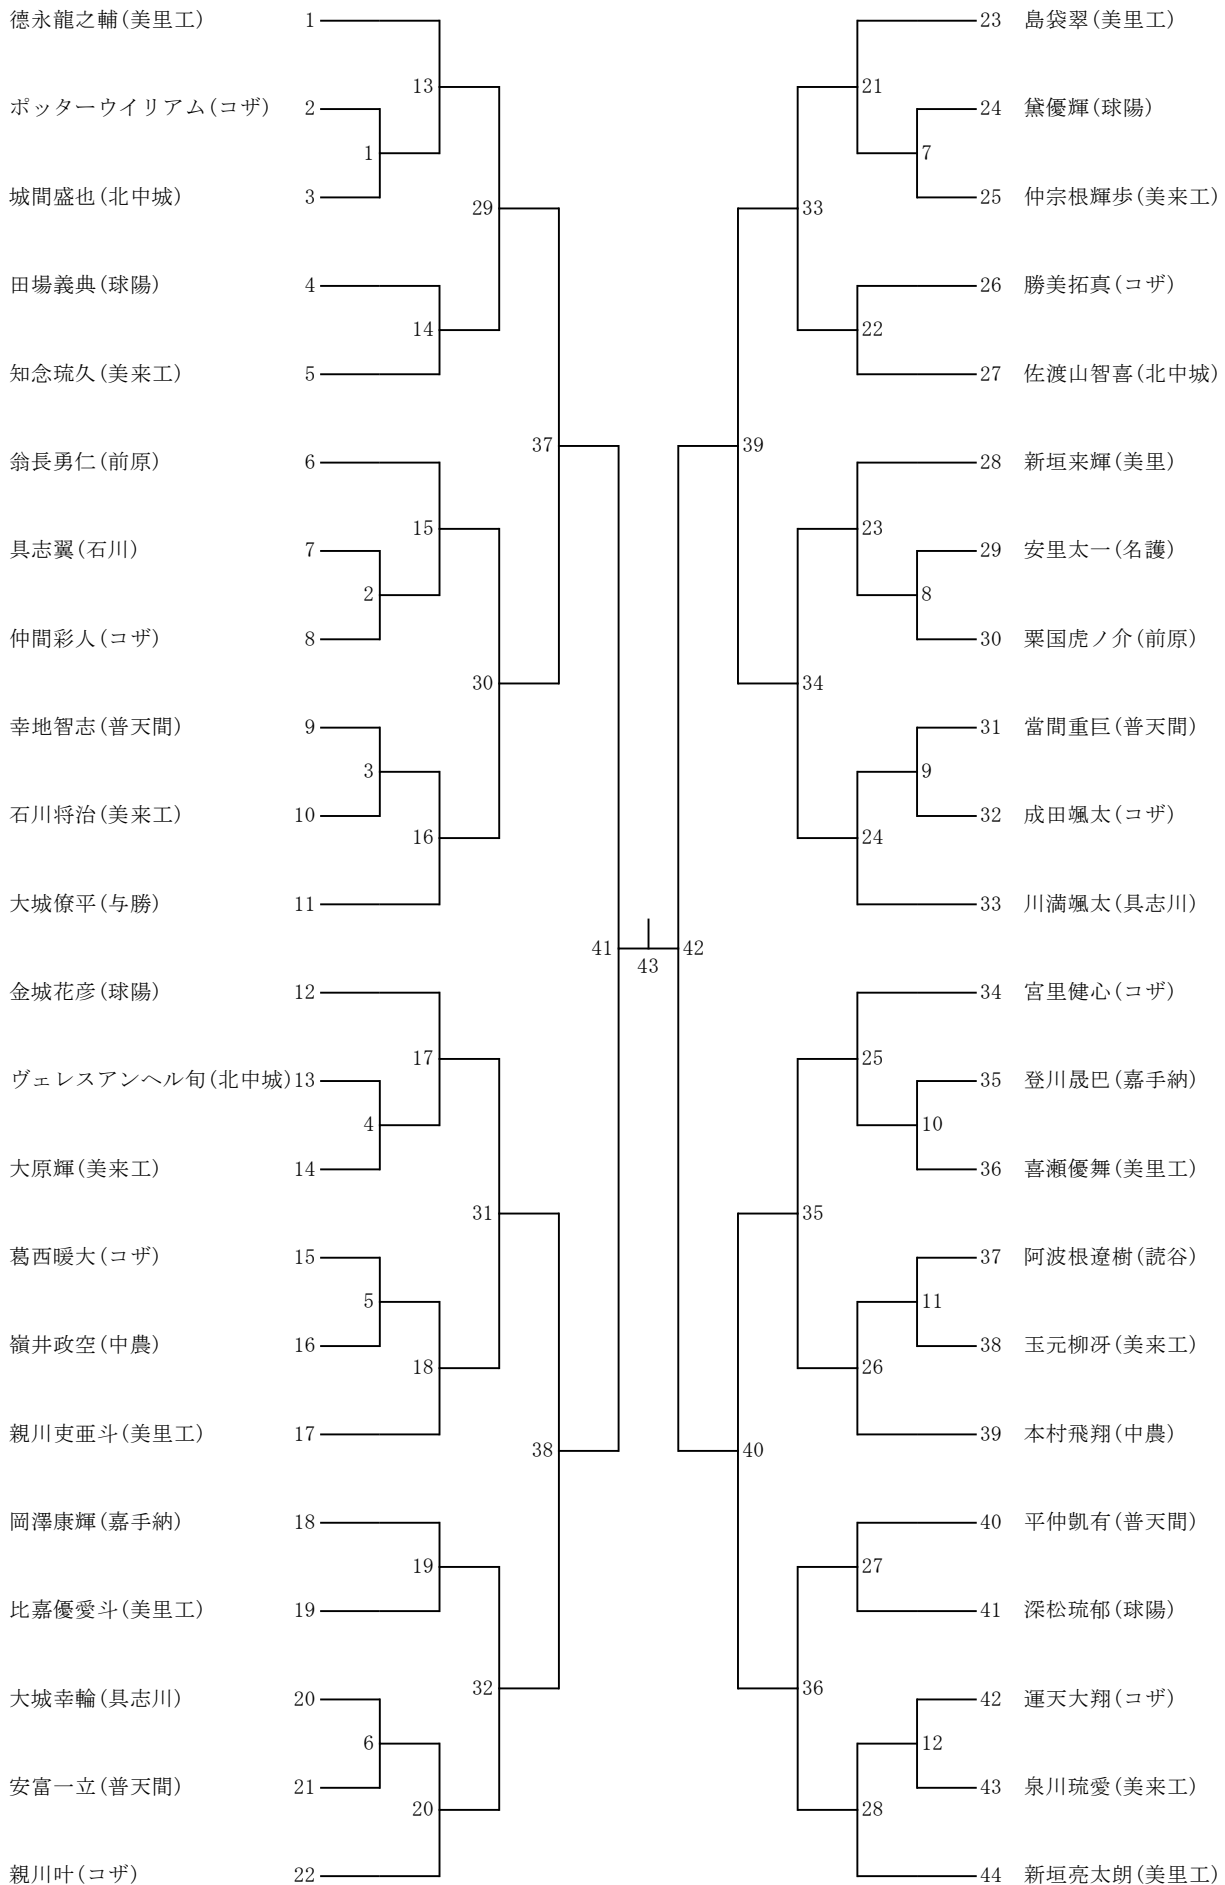 德永龍之輔(美里工) 1
ポッターウイリアム(コザ) 2
城間盛也(北中城) 3
田場義典(球陽) 4
知念琉久(美来工) 5
翁長勇仁(前原) 6
具志翼(石川) 7
仲間彩人(コザ) 8
幸地智志(普天間) 9
石川将治(美来工) 10
大城僚平(与勝) 11
金城花彦(球陽) 12
ヴェレスアンヘル旬(北中城) 13
大原輝(美来工) 14
葛西暖大(コザ) 15
嶺井政空(中農) 16
親川吏亜斗(美里工) 17
岡澤康輝(嘉手納) 18
比嘉優愛斗(美里工) 19
大城幸輪(具志川) 20
安富一立(普天間) 21
親川叶(コザ) 22
1
2
3
4
5
6
13
14
15
16
17
18
19
20
29
30
31
32
37
38
41
43
42
39
40
33
34
35
36
21
22
23
24
25
26
27
28
7
8
9
10
11
12
23 島袋翠(美里工)
24 黛優輝(球陽)
25 仲宗根輝歩(美来工)
26 勝美拓真(コザ)
27 佐渡山智喜(北中城)
28 新垣来輝(美里)
29 安里太一(名護)
30 粟国虎ノ介(前原)
31 當間重巨(普天間)
32 成田颯太(コザ)
33 川満颯太(具志川)
34 宮里健心(コザ)
35 登川晟巴(嘉手納)
36 喜瀬優舞(美里工)
37 阿波根遼樹(読谷)
38 玉元柳冴(美来工)
39 本村飛翔(中農)
40 平仲凱有(普天間)
41 深松琉郁(球陽)
42 運天大翔(コザ)
43 泉川琉愛(美来工)
44 新垣亮太朗(美里工)